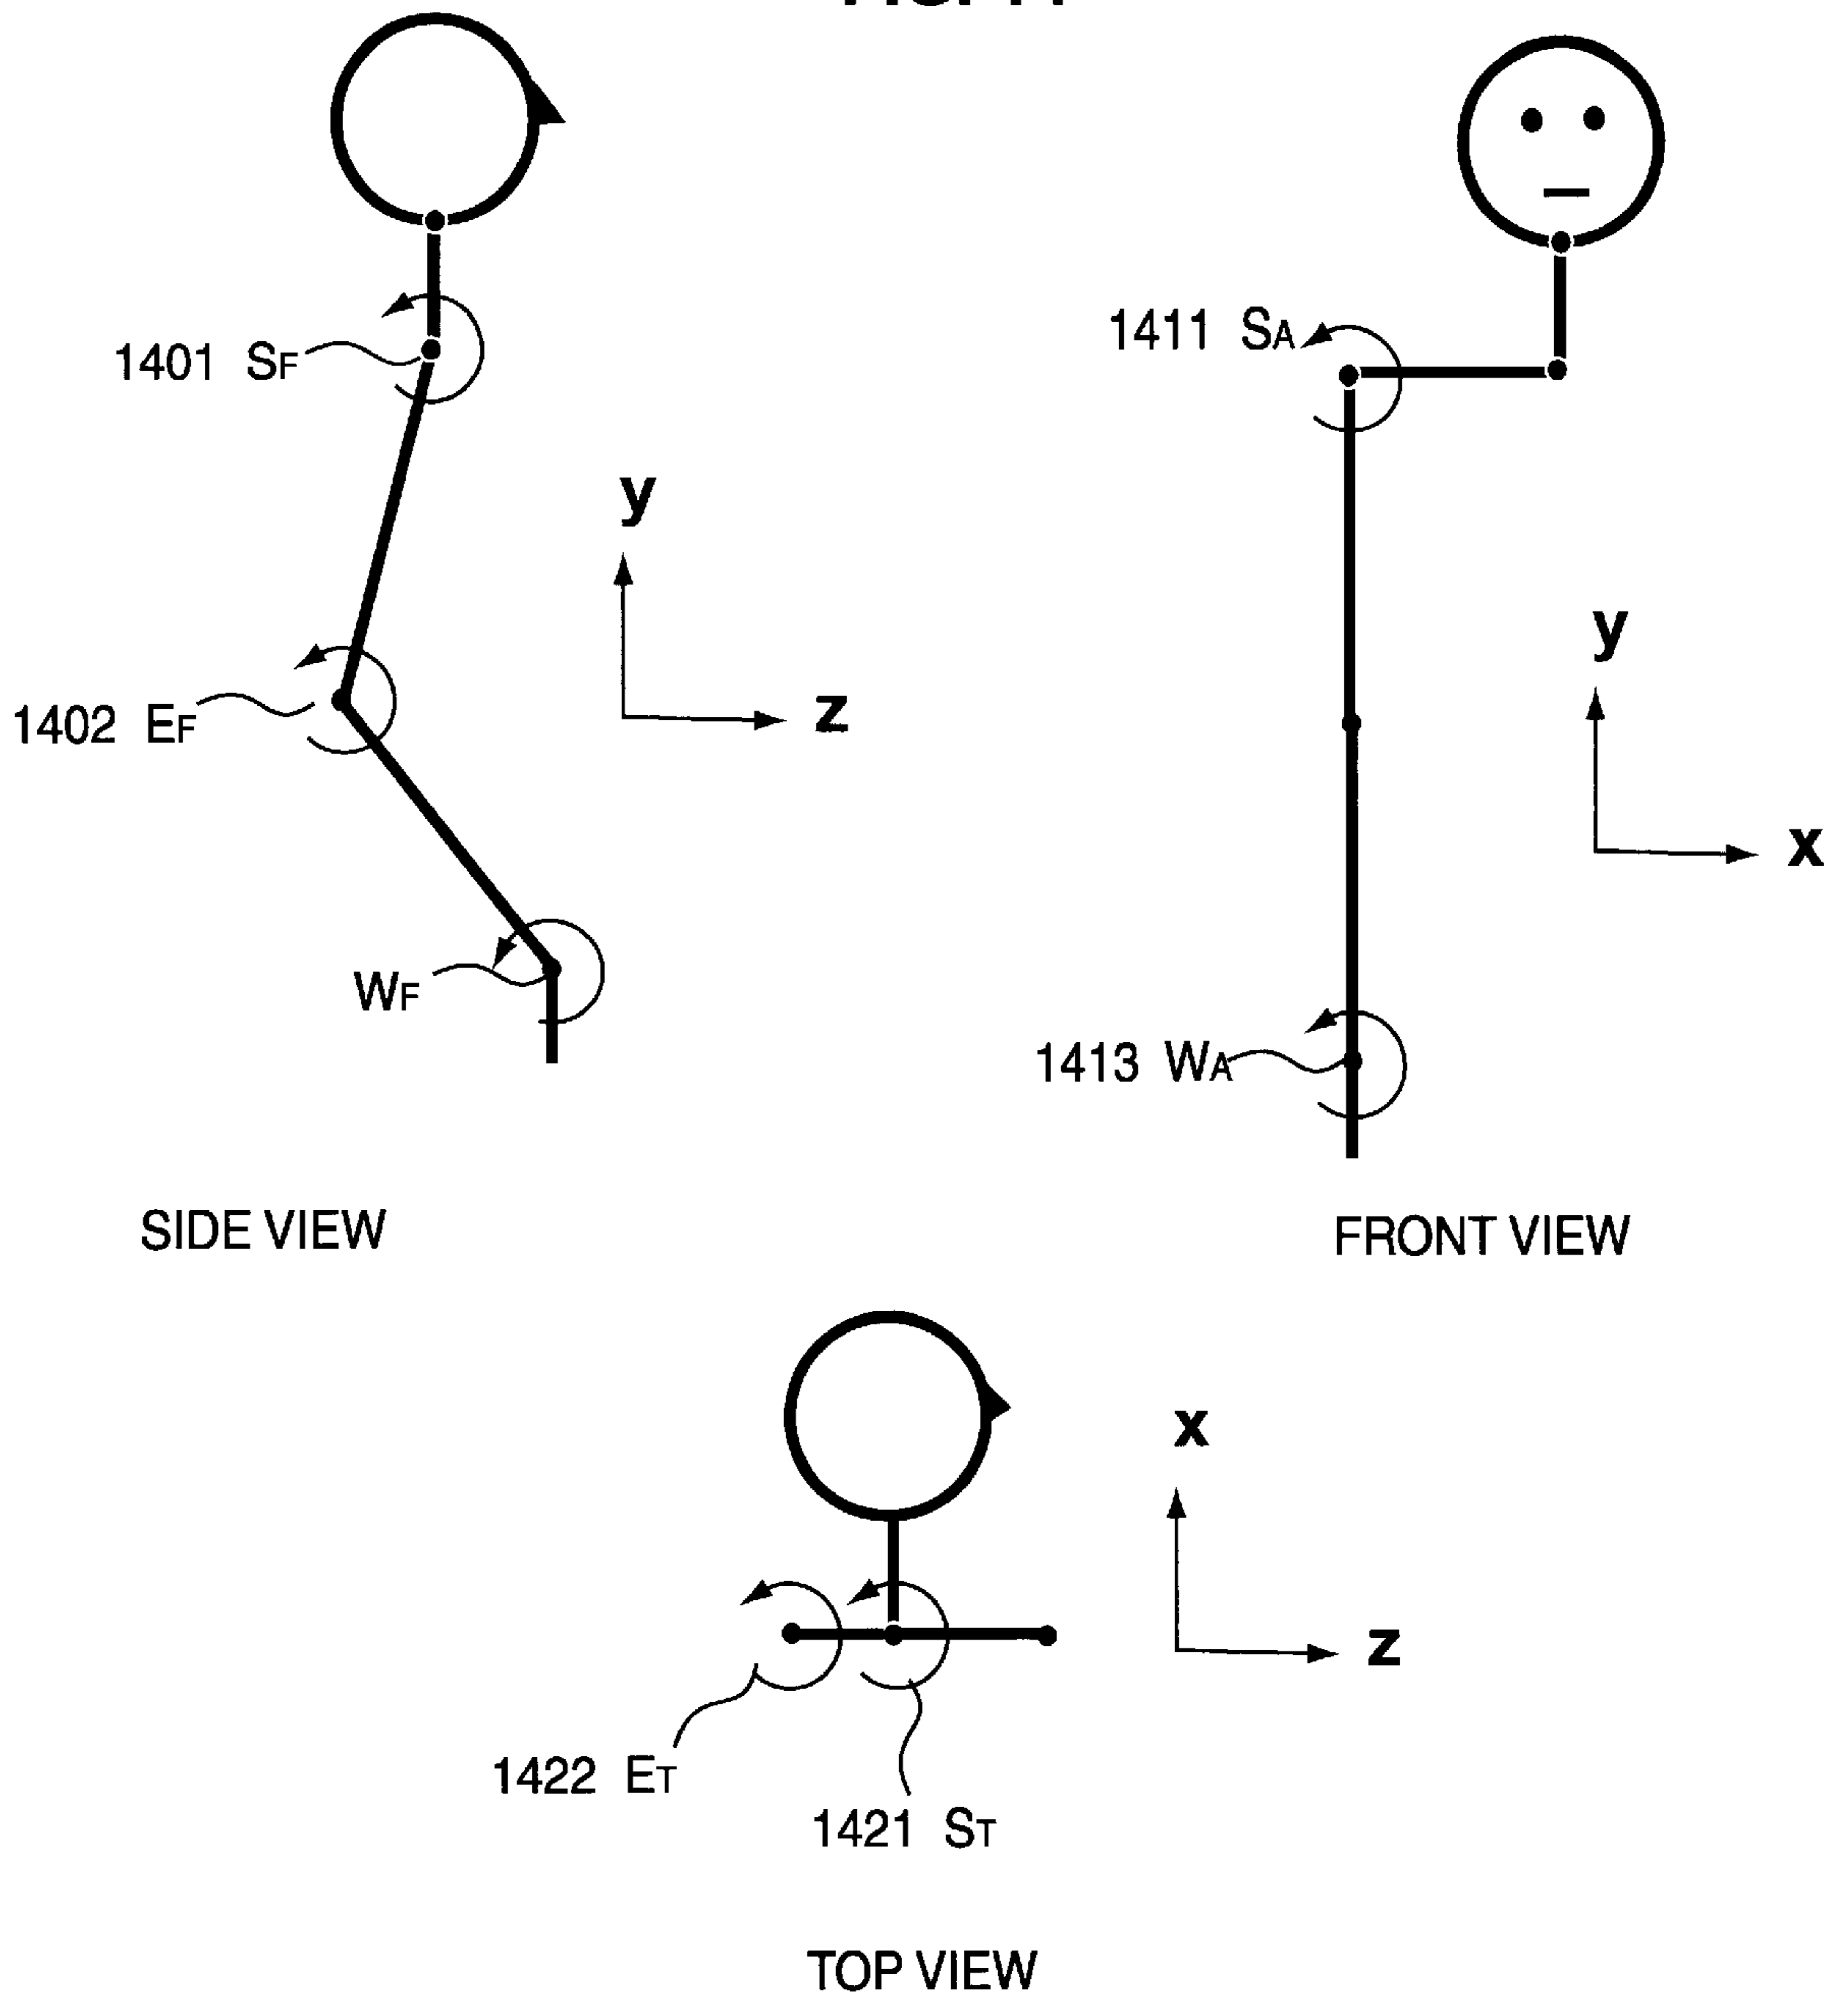 1401 SF
1402 EF
WF
y
z
SIDE VIEW
1411 SA
1413 WA
y
x
FRONT VIEW
x
z
1422 ET
1421 ST
TOP VIEW